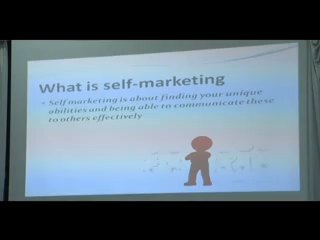 What is self-marketing
Self marketing is about finding your unique
abilities and being able to communicate these
to others effectively